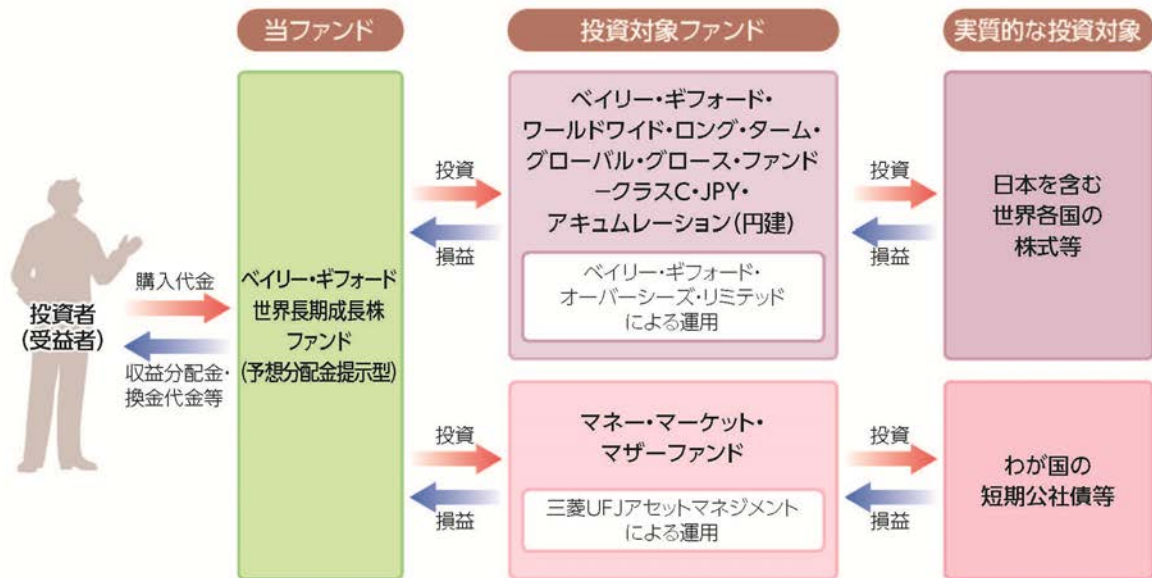 当ファンド
投資対象ファンド
実質的な投資対象
投資者
(受益者)
購入代金
収益分配金・
換金代金等
ベイリー・ギフォード
世界長期成長株
ファンド
(予想分配金提示型)
投資
損益
ベイリー・ギフォード・
ワールドワイド・ロング・ターム・
グローバル・グロース・ファンド
－クラスC・JPY・
アキュムレーション(円建)
ベイリー・ギフォード・
オーバーシーズ・リミテッド
による運用
投資
損益
日本を含む
世界各国の
株式等
投資
損益
マネー・マーケット・
マザーファンド
三菱UFJアセットマネジメント
による運用
投資
損益
わが国の
短期公社債等